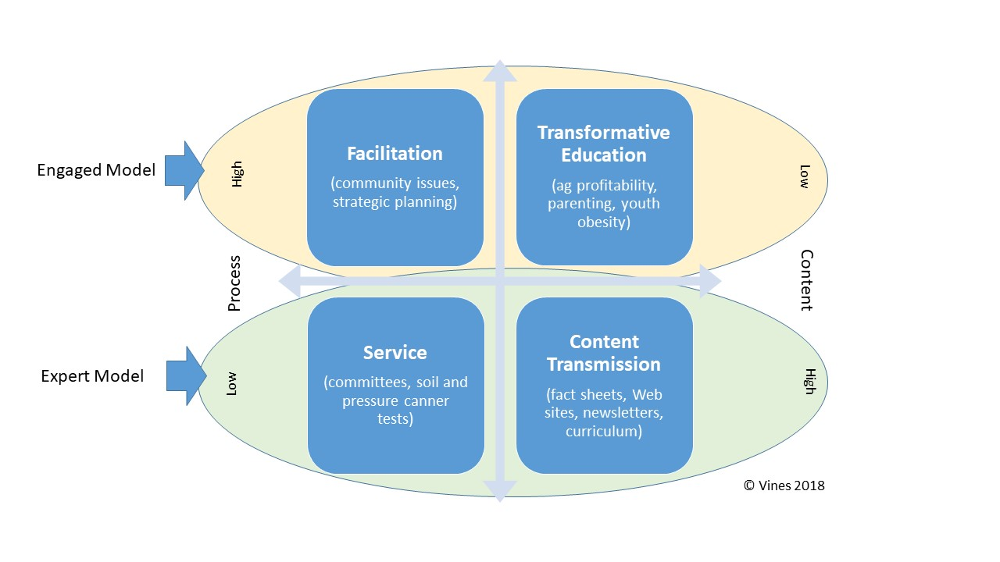 Engaged Model
High
Facilitation
(community issues,
strategic planning)
Transformative
Education
(ag profitability,
parenting, youth
obesity)
Low
Process
Content
Expert Model
Low
Service
(committees, soil and
pressure canner
tests)
Content
Transmission
(fact sheets, Web
sites, newsletters,
curriculum)
High
© Vines 2018